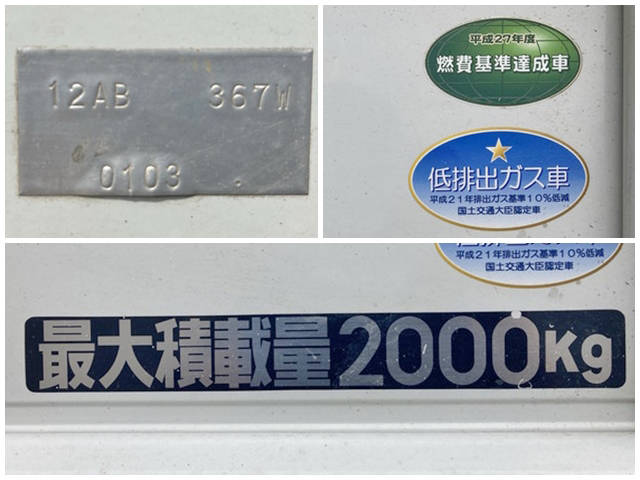 12AB 367W
0103
平成27年度
燃費基準達成車
低排出ガス車
平成21年排出ガス基準10%低減
国土交通大臣認定車
平成21年排出ガス基準10%低減
国土交通大臣認定車
最大積載量2000Kg